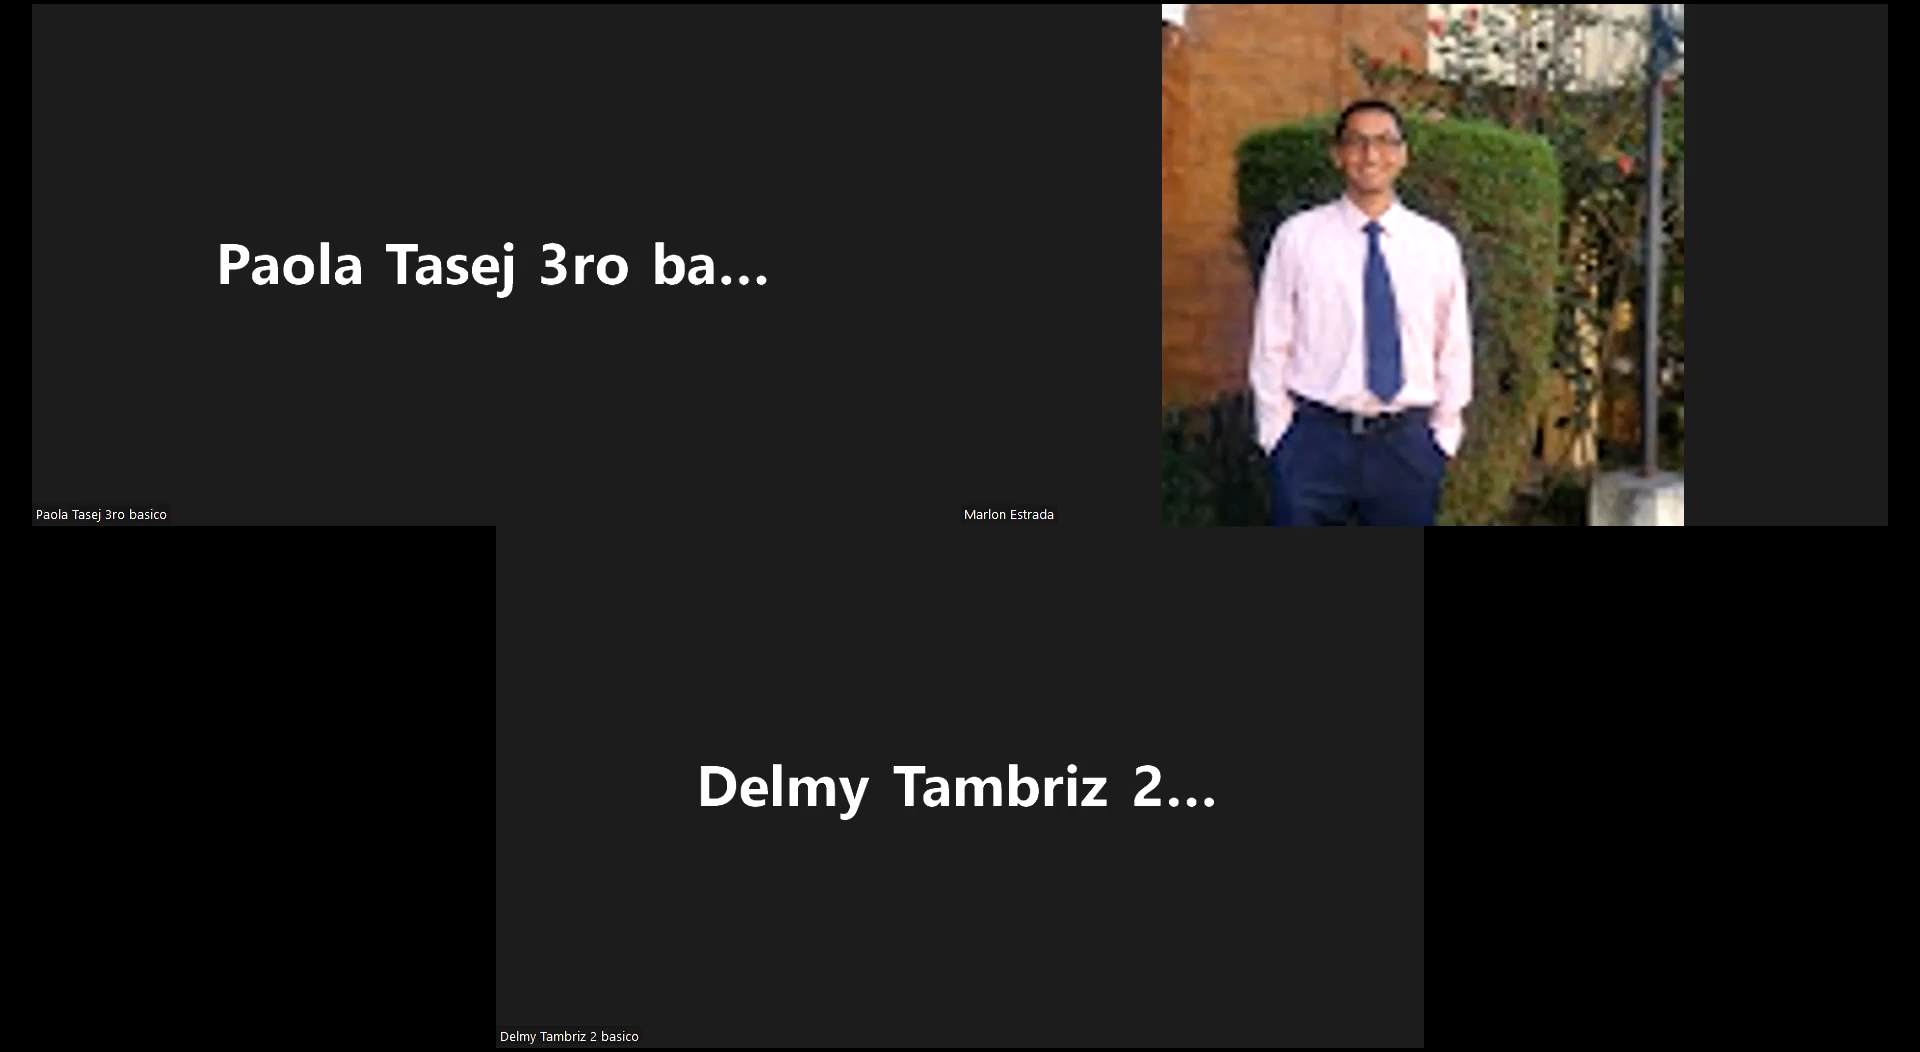 Paola Tasej 3ro ba...
Paola Tasej 3ro basico
Marlon Estrada
Delmy Tambriz 2...
Delmy Tambriz 2 basico